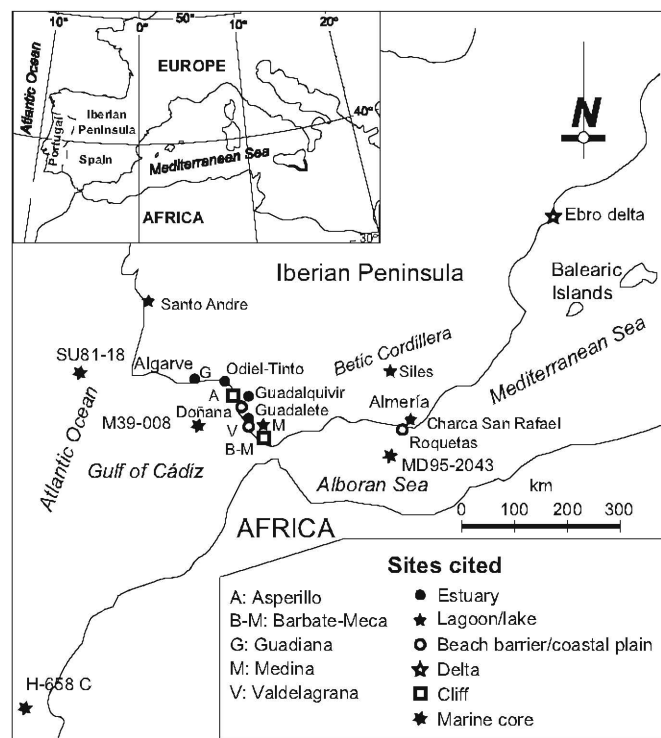 10°
0°
50°
10°
20°
Atlantic Ocean
EUROPE
40°
Portugal
Iberian
Peninsula
Spain
Mediterranean Sea
AFRICA
30°
N
Ebro delta
Iberian Peninsula
Balearic
Islands
Santo Andre
Mediterranean Sea
SU81-18
Algarve
G
Odiel-Tinto
Betic Cordillera
Siles
A
Guadalquivir
Almería
M39-008
Doñana
Guadalete
Charca San Rafael
V
M
Roquetas
B-M
MD95-2043
Atlantic Ocean
Gulf of Cádiz
Alboran Sea
km
0 100 200 300
AFRICA
Sites cited
A: Asperillo
Estuary
B-M: Barbate-Meca
Lagoon/lake
G: Guadiana
Beach barrier/coastal plain
M: Medina
Delta
V: Valdelagrana
Cliff
Marine core
H-658 C